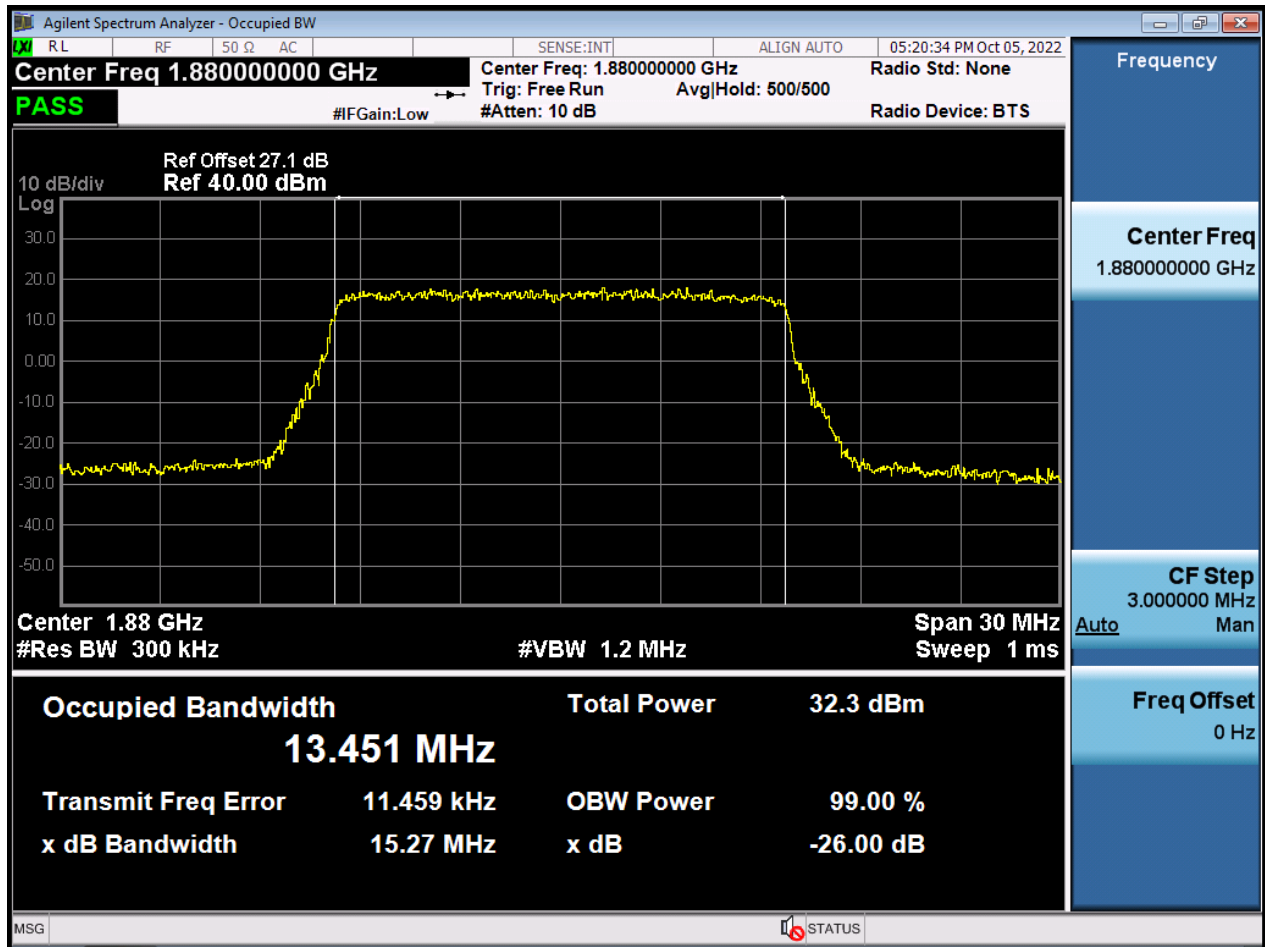 Agilent Spectrum Analyzer - Occupied BW
LXI RL RF 50 Ω AC SENSE:INT ALIGN AUTO 05:20:34 PM Oct 05, 2022
Center Freq 1.880000000 GHz
PASS
#IFGain:Low
Center Freq: 1.880000000 GHz
Trig: Free Run Avg|Hold: 500/500
#Atten: 10 dB
Radio Std: None
Radio Device: BTS
Ref Offset 27.1 dB
10 dB/div Ref 40.00 dBm
Log
30.0
20.0
10.0
0.00
-10.0
-20.0
-30.0
-40.0
-50.0
Center 1.88 GHz Span 30 MHz
#Res BW 300 kHz #VBW 1.2 MHz Sweep 1 ms
Occupied Bandwidth Total Power 32.3 dBm
13.451 MHz
Transmit Freq Error 11.459 kHz OBW Power 99.00 %
x dB Bandwidth 15.27 MHz x dB -26.00 dB
Frequency
Center Freq
1.880000000 GHz
CF Step
3.000000 MHz
Auto Man
Freq Offset
0 Hz
MSG STATUS